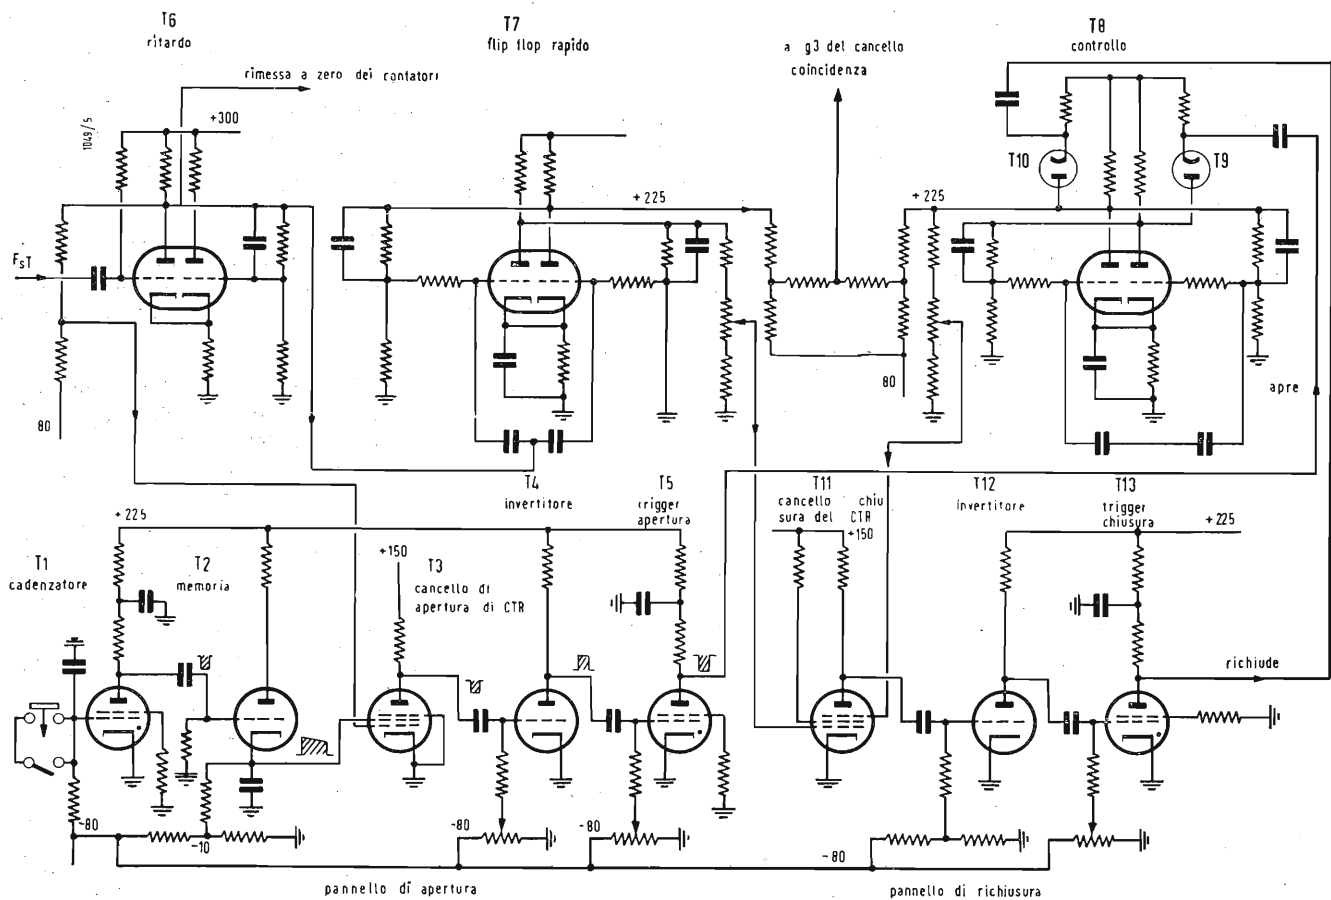 T6
ritardo
T7
flip flop rapido
a g3 del cancello
coincidenza
T8
controllo
rimessa a zero dei contatori
+300
1049/5
T10
T9
+225
FST
80
80
apre
T4
invertitore
T5
trigger
apertura
T11
cancello chiu
sura del CTR
+150
T12
invertitore
T13
trigger
chiusura
+225
+225
T1
cadenzatore
T2
memoria
+150
T3
cancello di
apertura di CTR
richiude
-80
-10
-80
-80
-80
pannello di apertura
pannello di richiusura